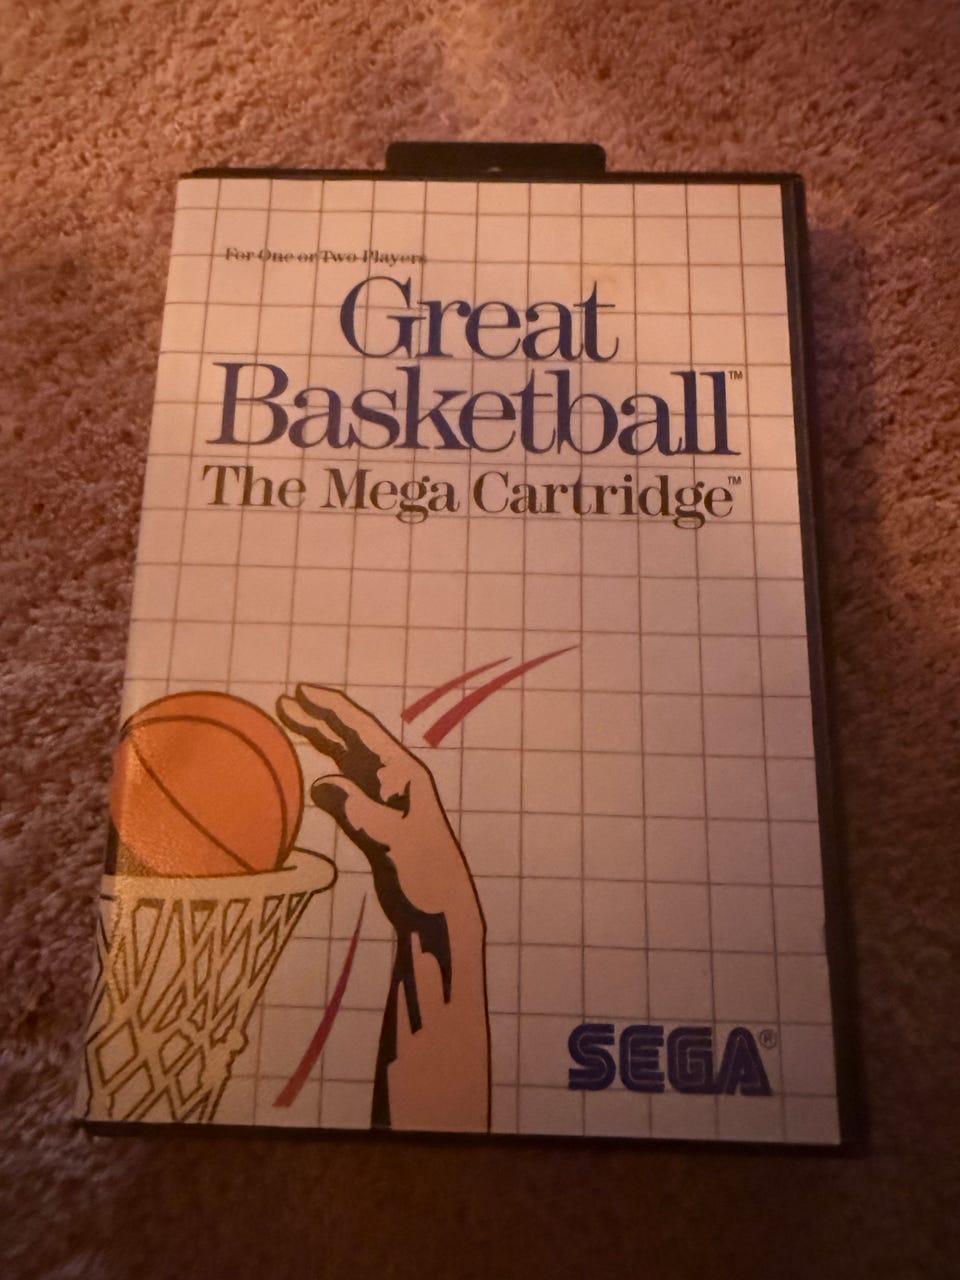 For One or Two Players
Great
Basketball™
The Mega Cartridge™
SEGA®